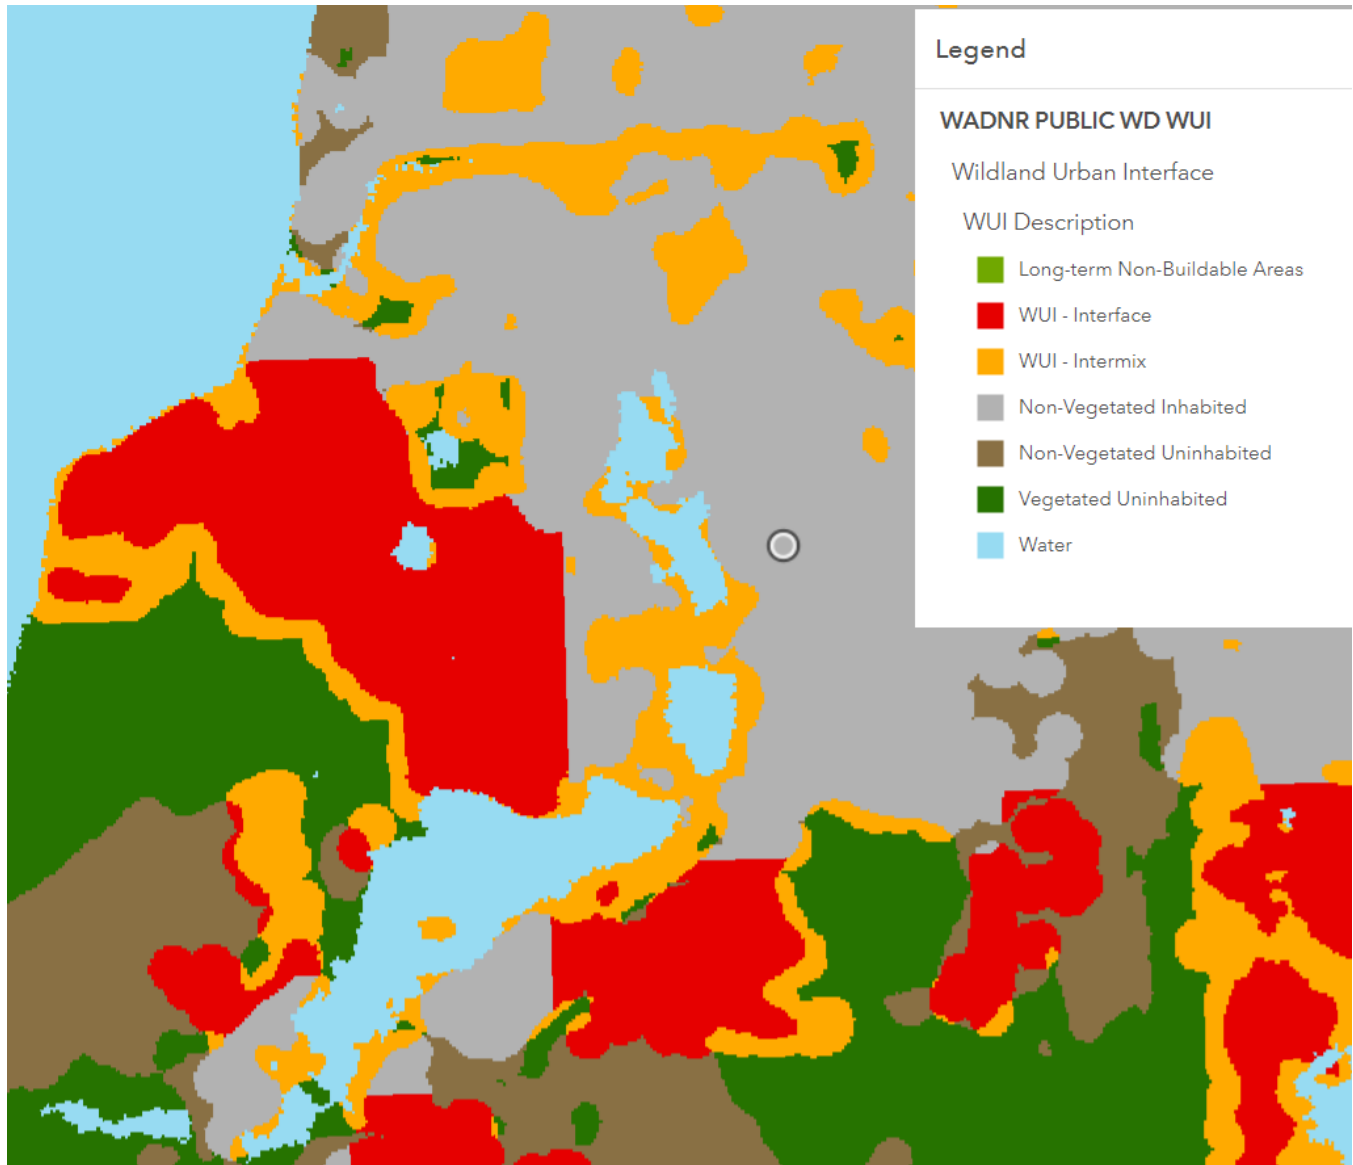 Legend
WADNR PUBLIC WD WUI
Wildland Urban Interface
WUI Description
Long-term Non-Buildable Areas
WUI - Interface
WUI - Intermix
Non-Vegetated Inhabited
Non-Vegetated Uninhabited
Vegetated Uninhabited
Water